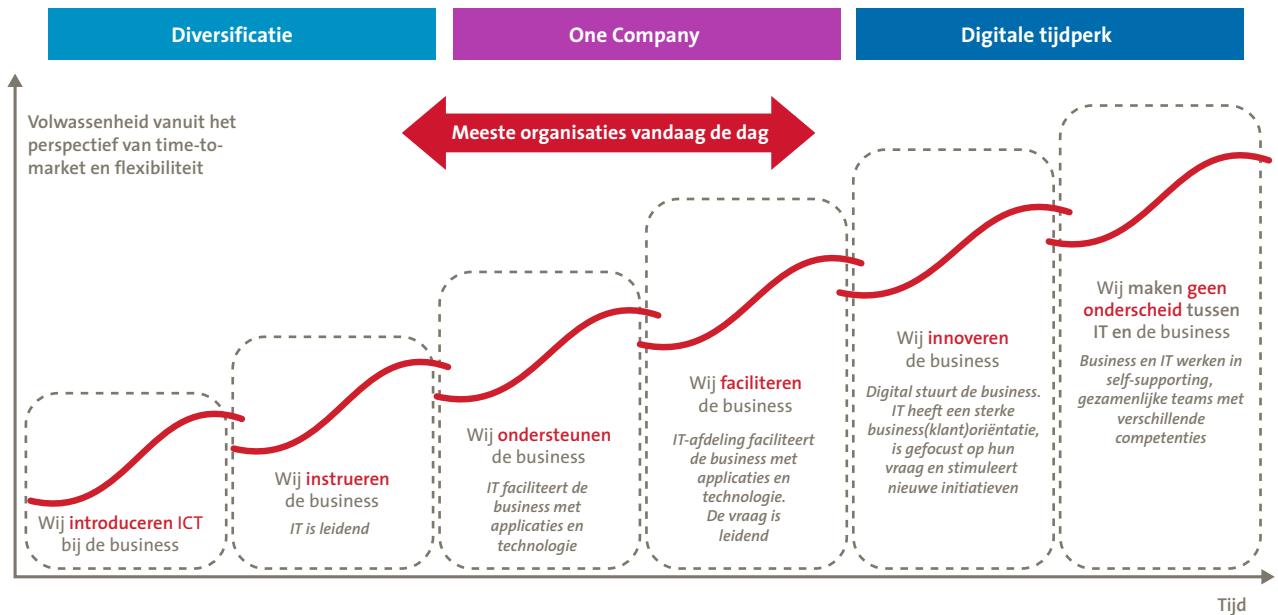 Diversificatie
One Company
Digitale tijdperk
Volwassenheid vanuit het
perspectief van time-to-
market en flexibiliteit
Meeste organisaties vandaag de dag
Wij introduceren ICT
bij de business
Wij instrueren
de business
IT is leidend
Wij ondersteunen
de business
IT faciliteert de
business met
applicaties en
technologie
Wij faciliteren
de business
IT-afdeling faciliteert
de business met
applicaties en
technologie.
De vraag is
leidend
Wij innoveren
de business
Digital stuurt de business.
IT heeft een sterke
business(klant)oriëntatie,
is gefocust op hun
vraag en stimuleert
nieuwe initiatieven
Wij maken geen
onderscheid tussen
IT en de business
Business en IT werken in
self-supporting,
gezamenlijke teams met
verschillende
competenties
Tijd